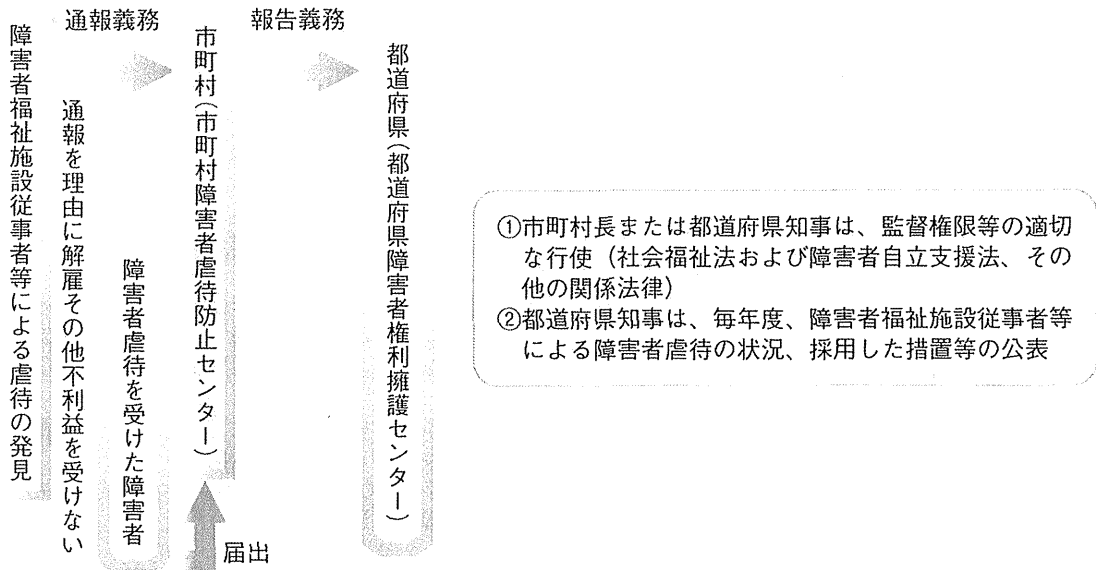 障害者福祉施設従事者等による虐待の発見
通報義務
通報を理由に解雇その他不利益を受けない
障害者虐待を受けた障害者
届出
市町村（市町村障害者虐待防止センター）
報告義務
都道府県（都道府県障害者権利擁護センター）
①市町村長または都道府県知事は、監督権限等の適切
な行使（社会福祉法および障害者自立支援法、その
他の関係法律）
②都道府県知事は、毎年度、障害者福祉施設従事者等
による障害者虐待の状況、採用した措置等の公表